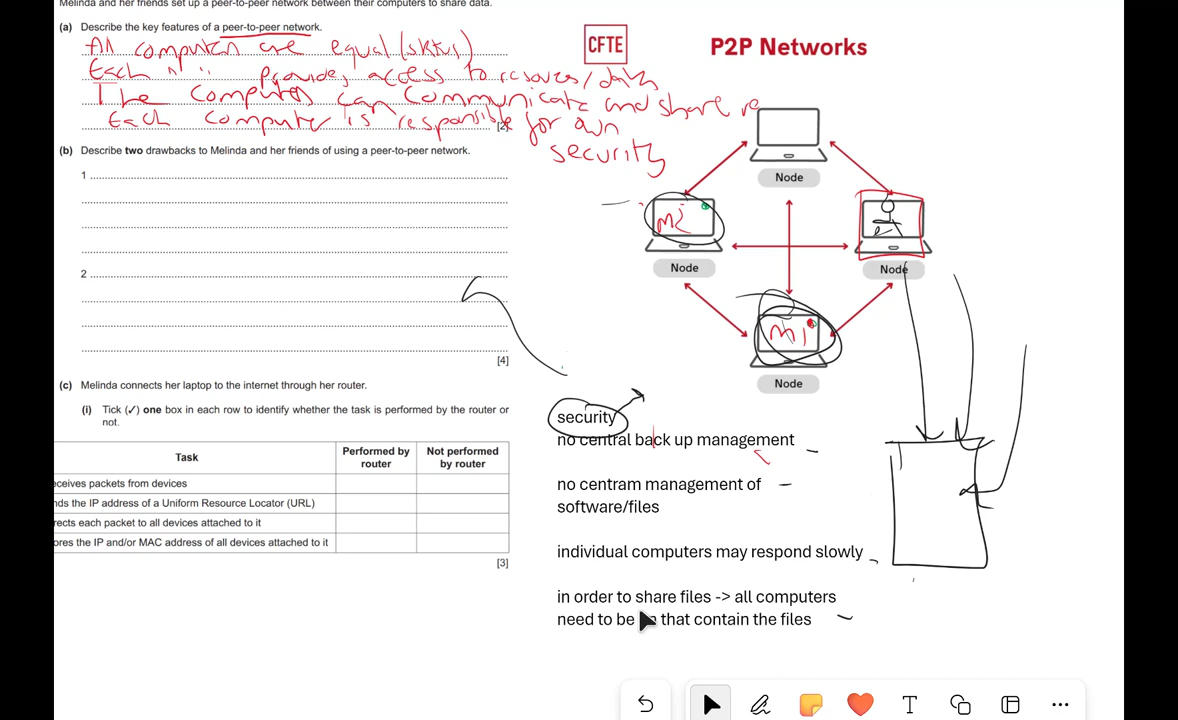 Melinda and her friends set up a peer-to-peer network between their computers to share data.
(a) Describe the key features of a peer-to-peer network.
All computers are equal (status)
Each " " provides access to resources/data
The computers can communicate and share re
Each computer is responsible for own
security
[2]
(b) Describe two drawbacks to Melinda and her friends of using a peer-to-peer network.
1
2
[4]
(c) Melinda connects her laptop to the internet through her router.
(i) Tick (✓) one box in each row to identify whether the task is performed by the router or
not.
Task Performed by router Not performed by router
eceives packets from devices
nds the IP address of a Uniform Resource Locator (URL)
rects each packet to all devices attached to it
ores the IP and/or MAC address of all devices attached to it
[3]
CFTE
P2P Networks
Node
Node
Node
Node
security
no central back up management
no centram management of
software/files
individual computers may respond slowly
in order to share files -> all computers
need to be that contain the files
T